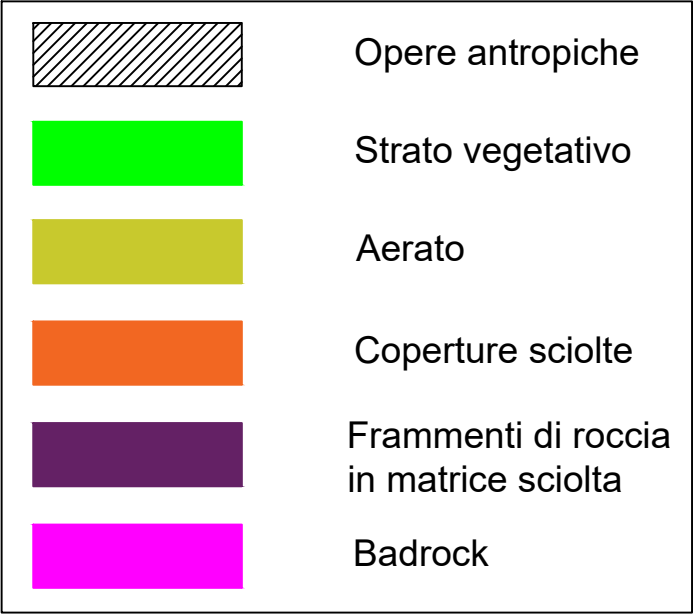 Opere antropiche
Strato vegetativo
Aerato
Coperture sciolte
Frammenti di roccia
in matrice sciolta
Badrock